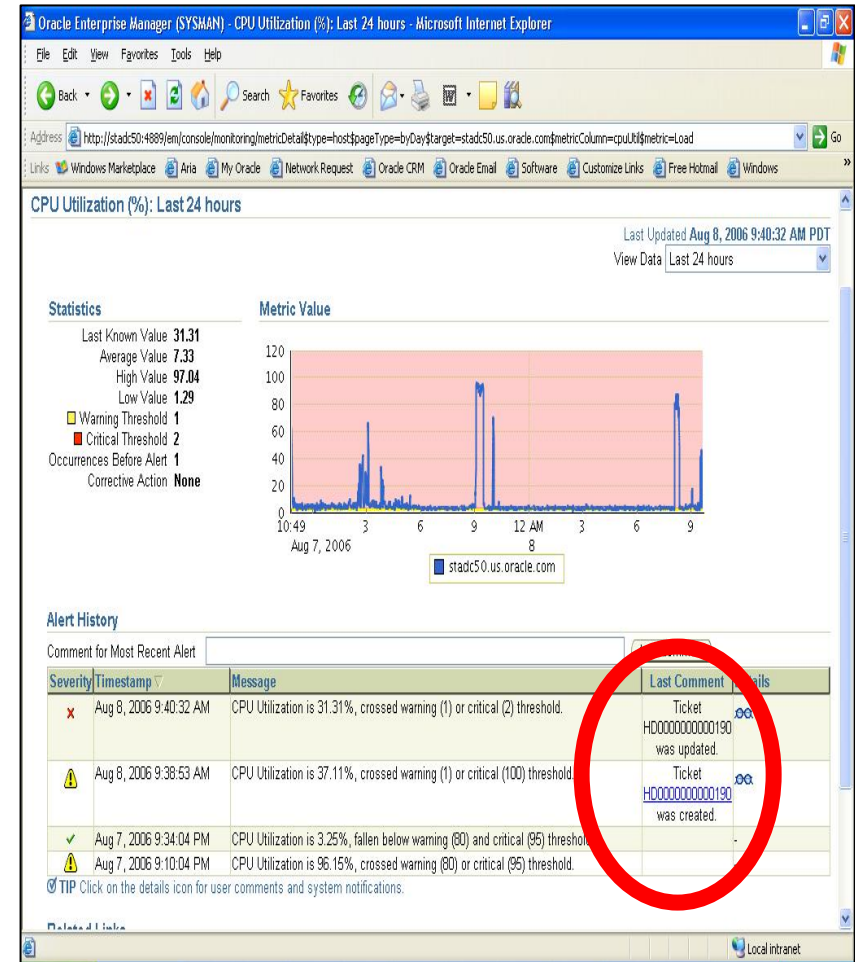 Oracle Enterprise Manager (SYSMAN) - CPU Utilization (%): Last 24 hours - Microsoft Internet Explorer
File Edit View Favorites Tools Help
Back Search Favorites
Address http://stadc50:4889/em/console/monitoring/metricDetail$type=host$pageType=byDay$target=stadc50.us.oracle.com$metricColumn=cpuUtil$metric=Load Go
Links Windows Marketplace Aria My Oracle Network Request Oracle CRM Oracle Email Software Customize Links Free Hotmail Windows »
CPU Utilization (%): Last 24 hours
Last Updated Aug 8, 2006 9:40:32 AM PDT
View Data Last 24 hours
Statistics
Last Known Value 31.31
Average Value 7.33
High Value 97.04
Low Value 1.29
Warning Threshold 1
Critical Threshold 2
Occurrences Before Alert 1
Corrective Action None
Metric Value
120
100
80
60
40
20
0
10:49 3 6 9 12 AM 3 6 9
Aug 7, 2006 8
stadc50.us.oracle.com
Alert History
Comment for Most Recent Alert
Severity Timestamp Message Last Comment
Aug 8, 2006 9:40:32 AM CPU Utilization is 31.31%, crossed warning (1) or critical (2) threshold. Ticket
HD0000000000190
was updated.
Aug 8, 2006 9:38:53 AM CPU Utilization is 37.11%, crossed warning (1) or critical (100) threshold. Ticket
HD0000000000190
was created.
Aug 7, 2006 9:34:04 PM CPU Utilization is 3.25%, fallen below warning (80) and critical (95) threshold -
Aug 7, 2006 9:10:04 PM CPU Utilization is 96.15%, crossed warning (80) or critical (95) threshold.
TIP Click on the details icon for user comments and system notifications.
Local intranet